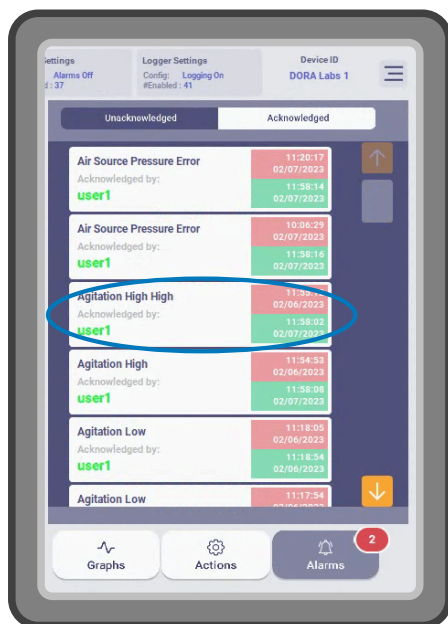 ettings
Alarms Off
d : 37
Logger Settings
Config: Logging On
#Enabled : 41
Device ID
DORA Labs 1
Unacknowledged
Acknowledged
Air Source Pressure Error
Acknowledged by:
user1
11:20:17
02/07/2023
11:58:14
02/07/2023
Air Source Pressure Error
Acknowledged by:
user1
10:06:29
02/07/2023
11:58:16
02/07/2023
Agitation High High
Acknowledged by:
user1
02/06/2023
11:58:02
02/07/2023
Agitation High
Acknowledged by:
user1
11:54:53
02/06/2023
11:58:08
02/07/2023
Agitation Low
Acknowledged by:
user1
11:18:05
02/06/2023
11:18:54
02/06/2023
Agitation Low
11:17:54
Graphs
Actions
Alarms
2